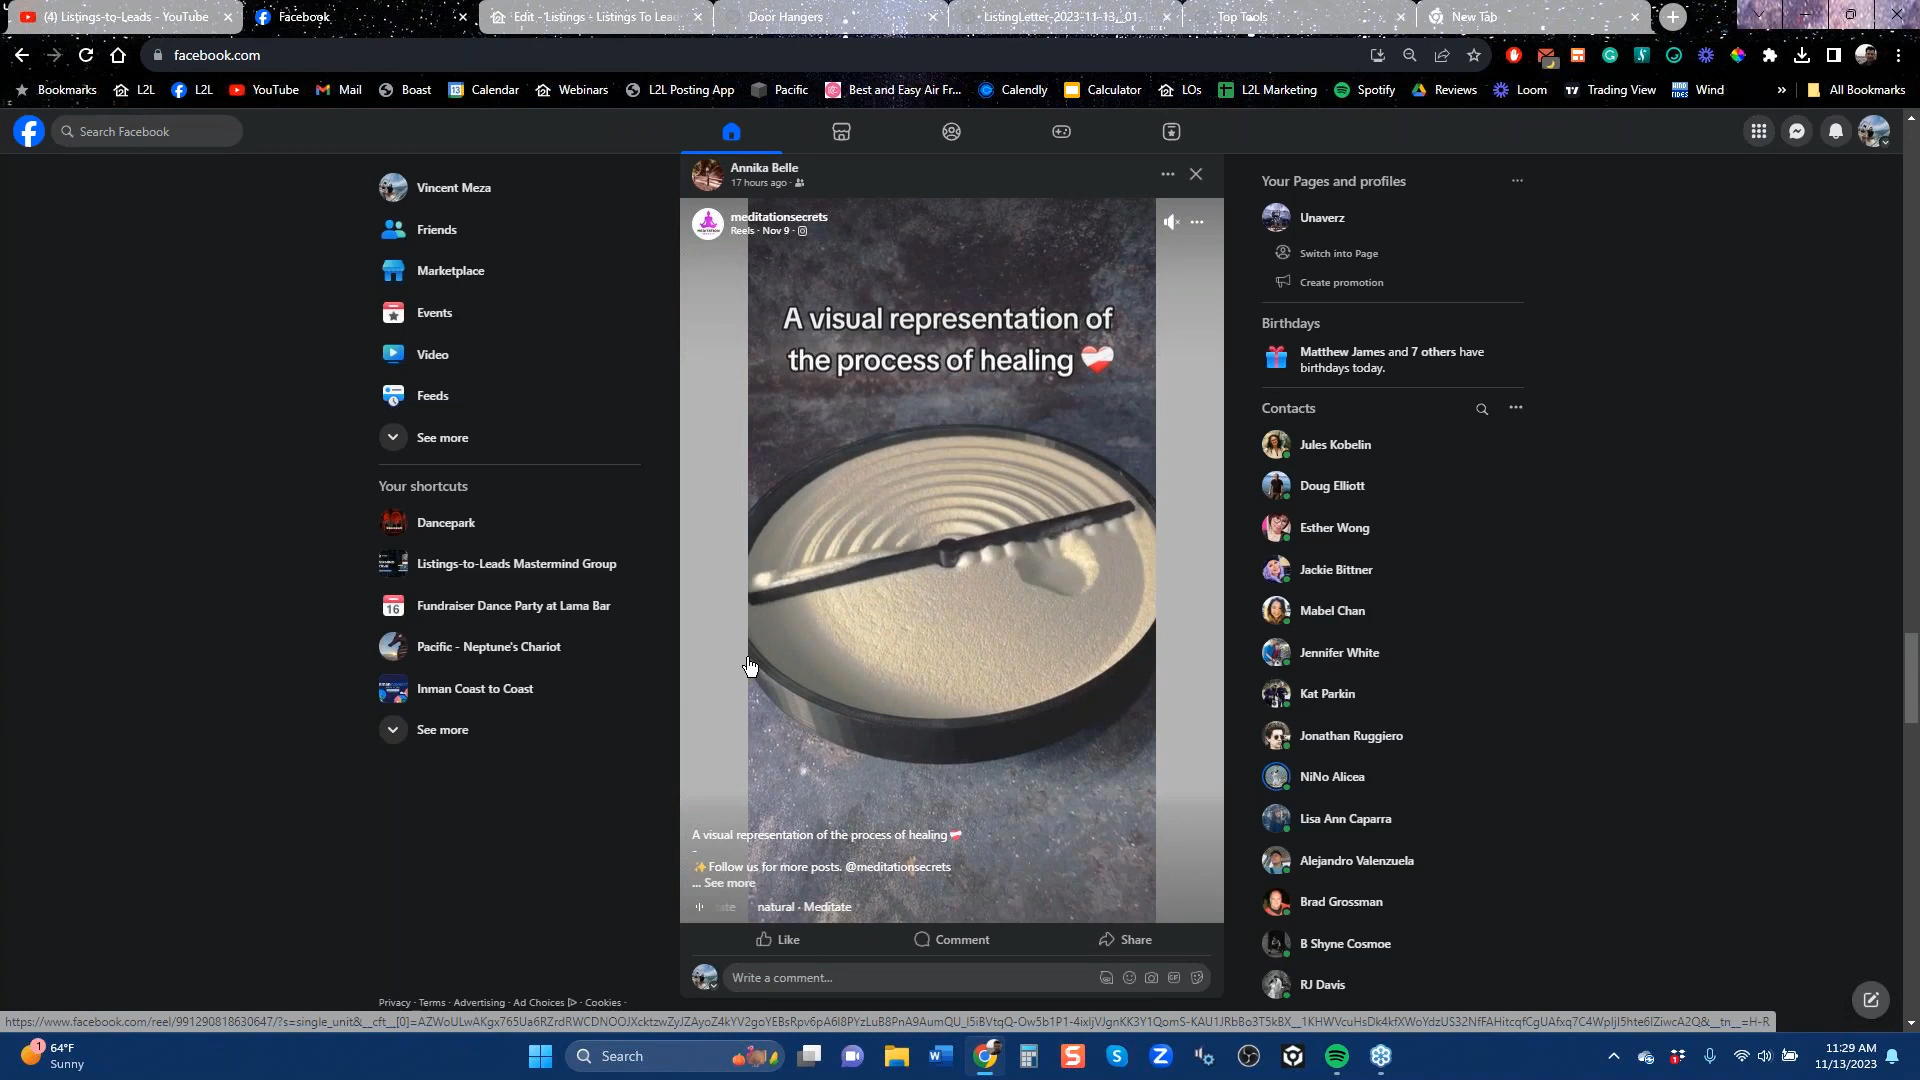 (4) Listings-to-Leads - YouTube
Facebook
Edit - Listings - Listings To Lea
Door Hangers
ListingLetter-2023-11-13,_01.
Top Tools
New Tab
facebook.com
Bookmarks
L2L
L2L
YouTube
Mail
Boast
Calendar
Webinars
L2L Posting App
Pacific
Best and Easy Air Fr...
Calendly
Calculator
LOs
L2L Marketing
Spotify
Reviews
Loom
Trading View
Wind
»
All Bookmarks
Search Facebook
Vincent Meza
Friends
Marketplace
Events
Video
Feeds
See more
Your shortcuts
Dancepark
Listings-to-Leads Mastermind Group
16
Fundraiser Dance Party at Lama Bar
Pacific - Neptune's Chariot
Inman Coast to Coast
See more
Privacy · Terms · Advertising · Ad Choices · Cookies ·
Annika Belle
17 hours ago ·
meditationsecrets
Reels · Nov 9 ·
A visual representation of
the process of healing ❤️‍🩹
A visual representation of the process of healing❤️‍🩹
-
✨Follow us for more posts. @meditationsecrets
... See more
natural · Meditate
Like
Comment
Share
Write a comment...
Your Pages and profiles
Unaverz
Switch into Page
Create promotion
Birthdays
Matthew James and 7 others have
birthdays today.
Contacts
Jules Kobelin
Doug Elliott
Esther Wong
Jackie Bittner
Mabel Chan
Jennifer White
Kat Parkin
Jonathan Ruggiero
NiNo Alicea
Lisa Ann Caparra
Alejandro Valenzuela
Brad Grossman
B Shyne Cosmoe
RJ Davis
64°F
Sunny
Search
11:29 AM
11/13/2023